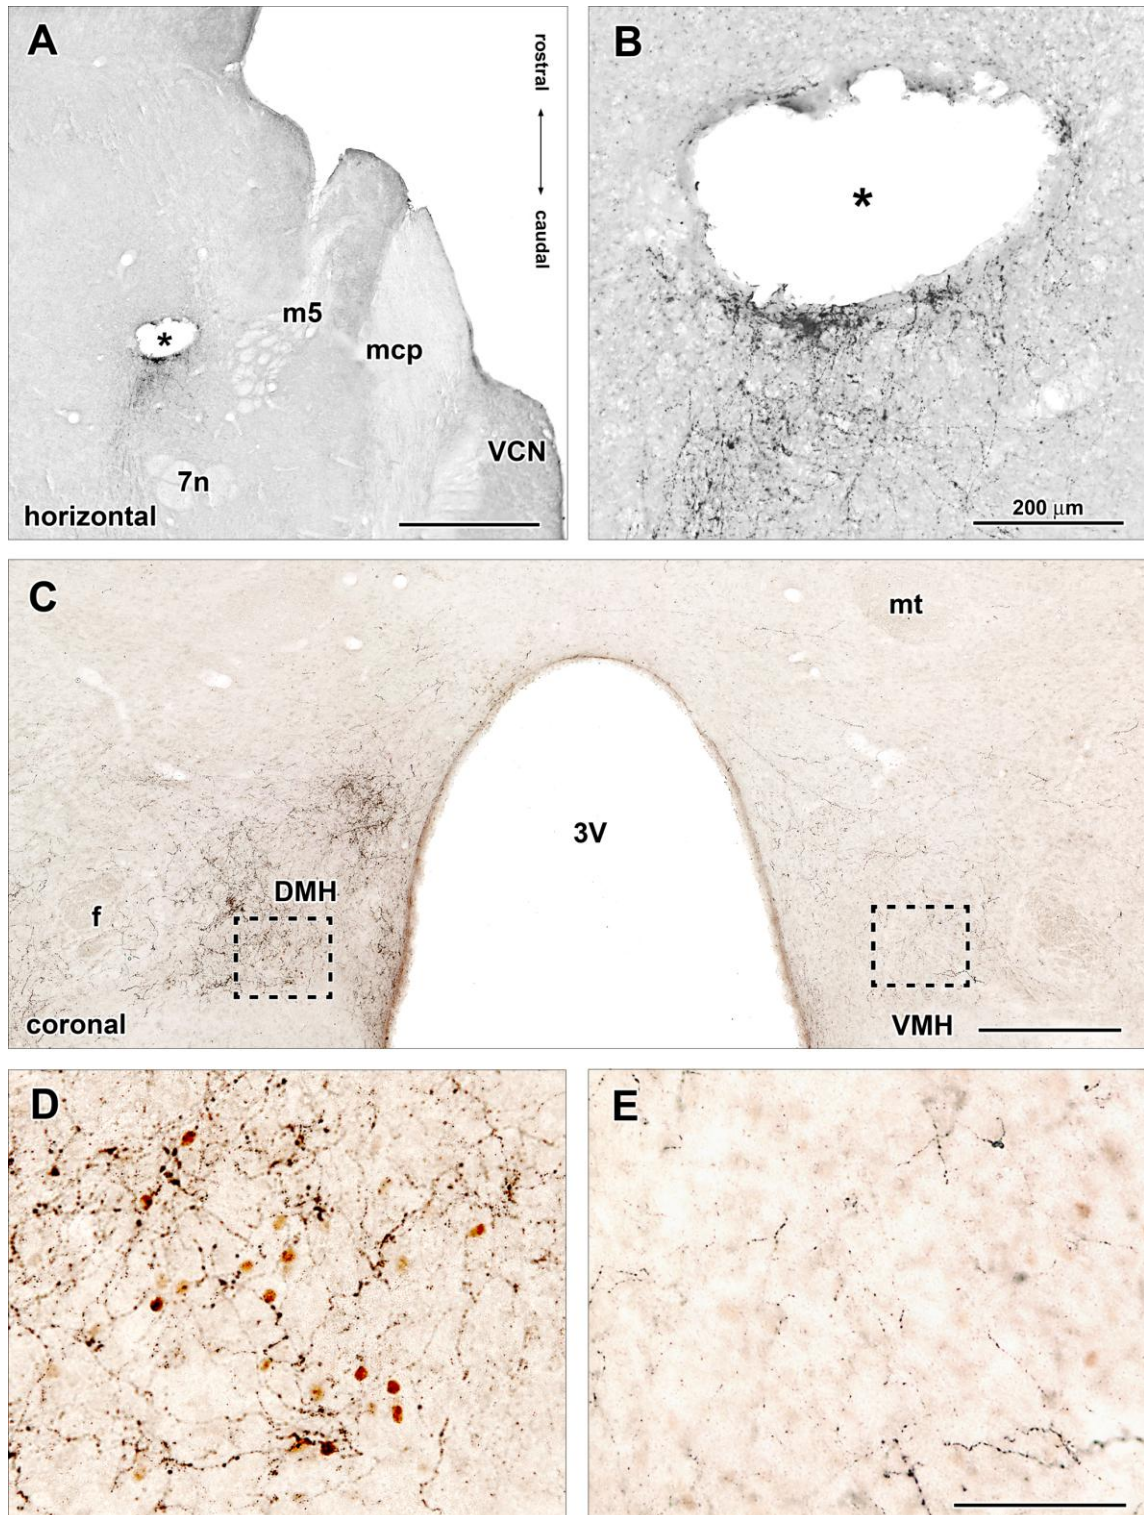 A
rostral
caudal
m5
*
mcp
VCN
7n
horizontal
B
*
200 μm
C
mt
3V
DMH
f
coronal
VMH
D
E